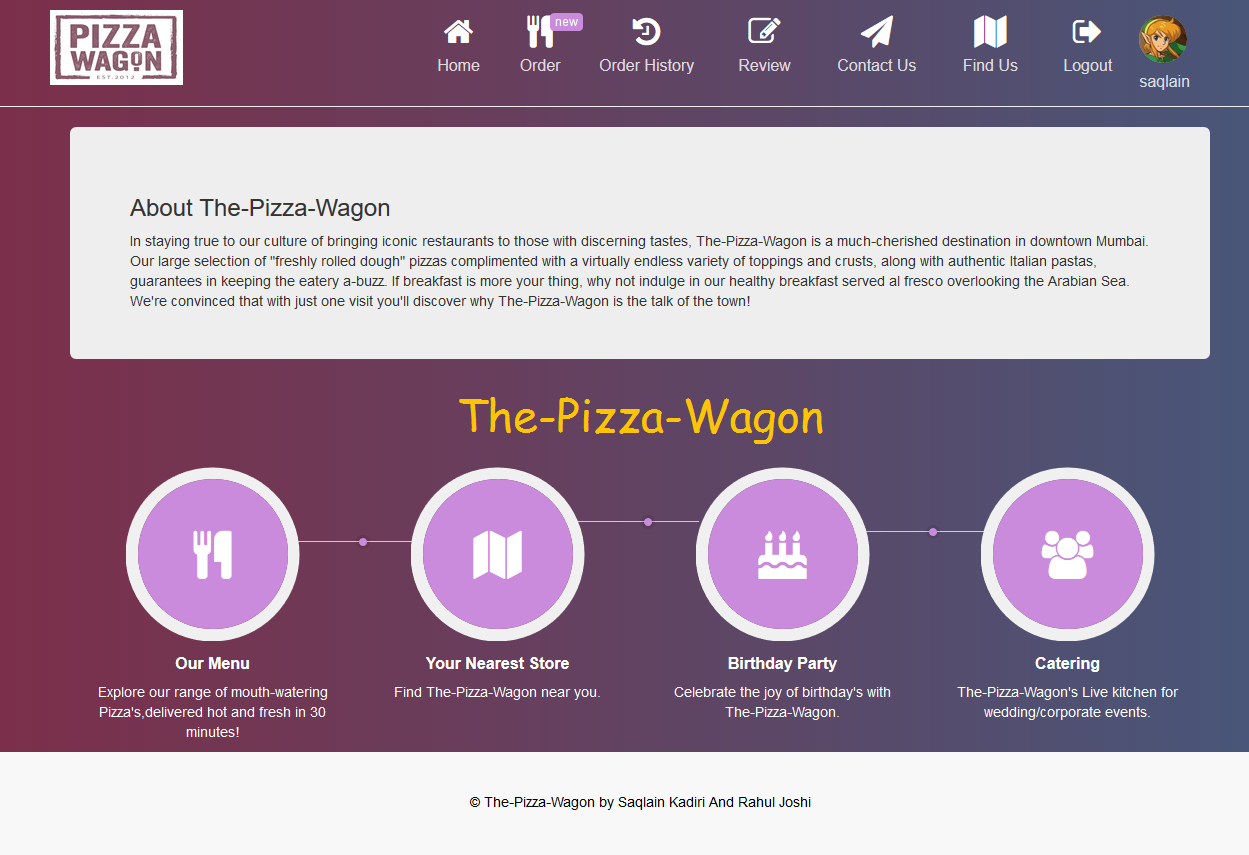 PIZZA
WAGON
EST.2012
new
Home
Order
Order History
Review
Contact Us
Find Us
Logout
saqlain
About The-Pizza-Wagon
In staying true to our culture of bringing iconic restaurants to those with discerning tastes, The-Pizza-Wagon is a much-cherished destination in downtown Mumbai.
Our large selection of "freshly rolled dough" pizzas complimented with a virtually endless variety of toppings and crusts, along with authentic Italian pastas,
guarantees in keeping the eatery a-buzz. If breakfast is more your thing, why not indulge in our healthy breakfast served al fresco overlooking the Arabian Sea.
We're convinced that with just one visit you'll discover why The-Pizza-Wagon is the talk of the town!
The-Pizza-Wagon
Our Menu
Explore our range of mouth-watering
Pizza's,delivered hot and fresh in 30
minutes!
Your Nearest Store
Find The-Pizza-Wagon near you.
Birthday Party
Celebrate the joy of birthday's with
The-Pizza-Wagon.
Catering
The-Pizza-Wagon's Live kitchen for
wedding/corporate events.
© The-Pizza-Wagon by Saqlain Kadiri And Rahul Joshi